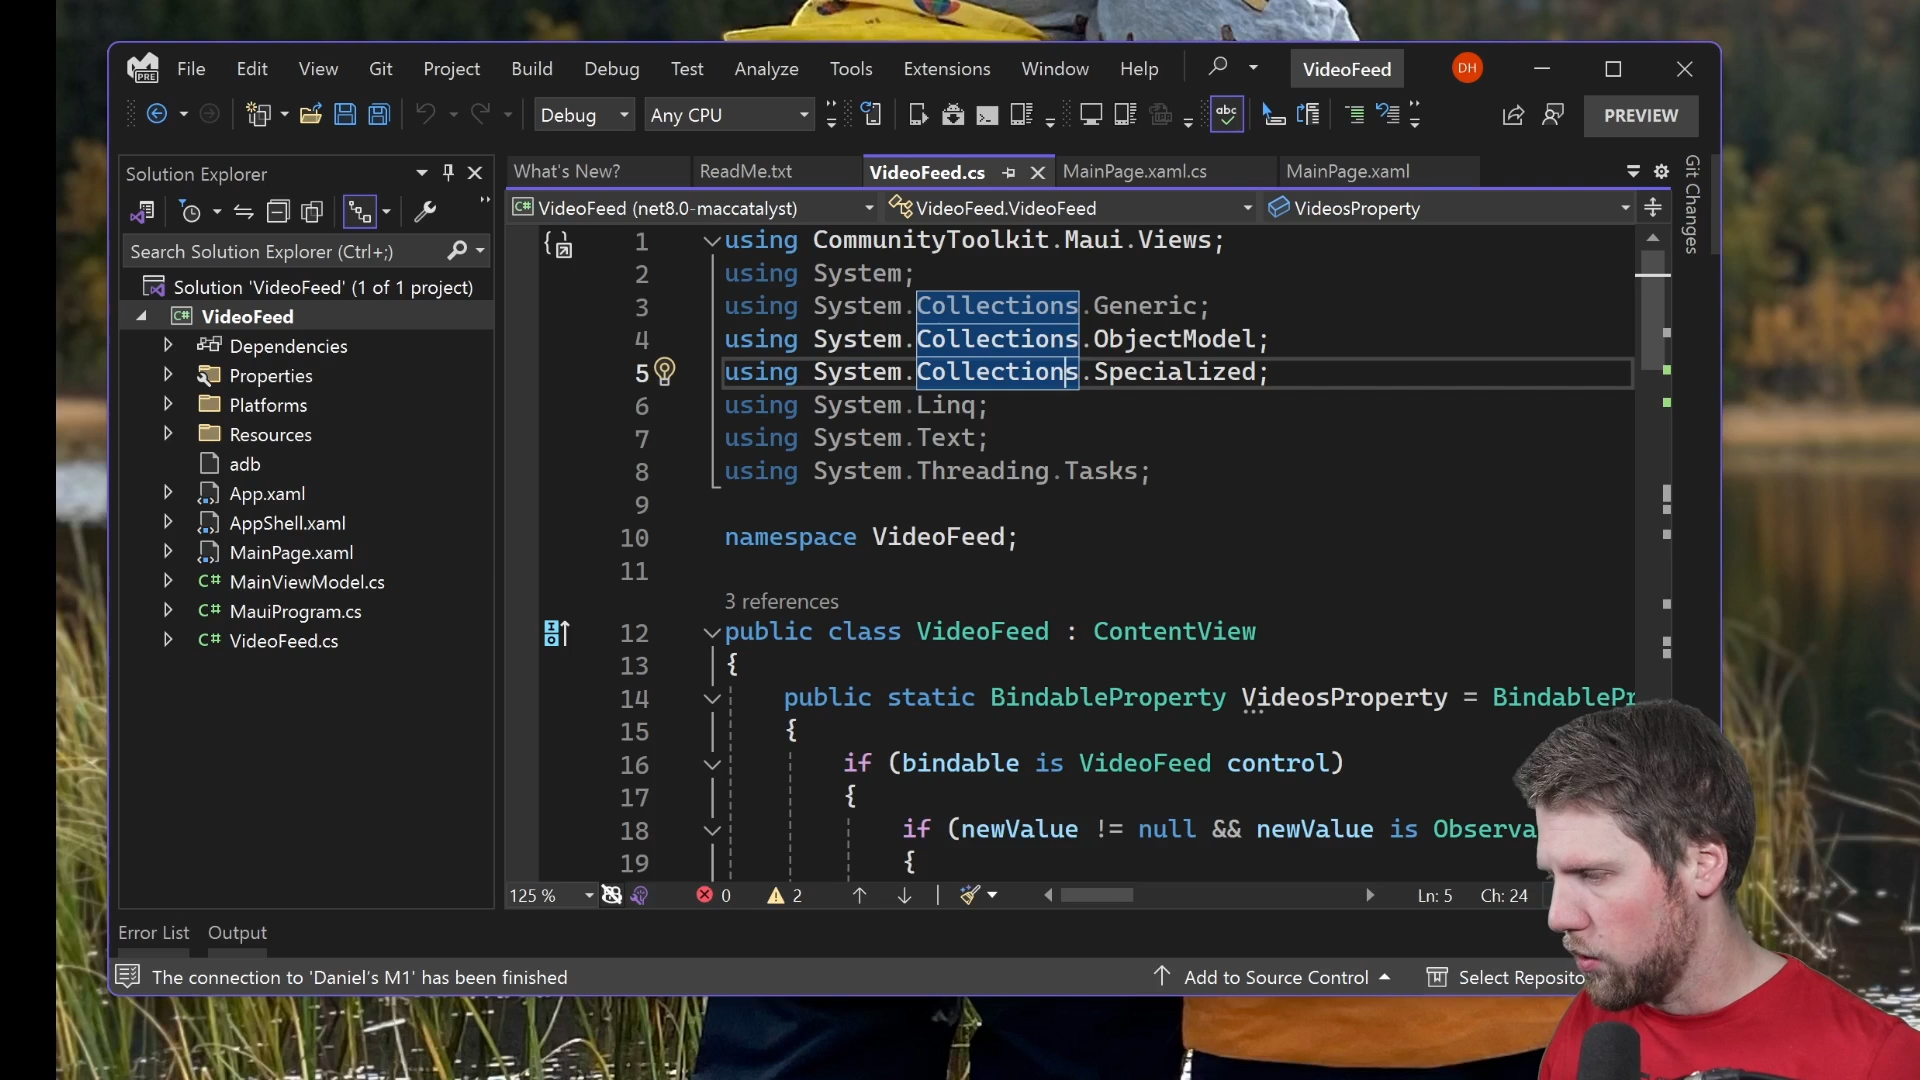 PRE
File Edit View Git Project Build Debug Test Analyze Tools Extensions Window Help VideoFeed DH
Debug Any CPU abc PREVIEW
Solution Explorer
What's New? ReadMe.txt VideoFeed.cs MainPage.xaml.cs MainPage.xaml
Git Changes
VideoFeed (net8.0-maccatalyst) VideoFeed.VideoFeed VideosProperty
Search Solution Explorer (Ctrl+;)
Solution 'VideoFeed' (1 of 1 project)
C# VideoFeed
Dependencies
Properties
Platforms
Resources
adb
App.xaml
AppShell.xaml
MainPage.xaml
C# MainViewModel.cs
C# MauiProgram.cs
C# VideoFeed.cs
1 using CommunityToolkit.Maui.Views;
2 using System;
3 using System.Collections.Generic;
4 using System.Collections.ObjectModel;
5 using System.Collections.Specialized;
6 using System.Linq;
7 using System.Text;
8 using System.Threading.Tasks;
9
10 namespace VideoFeed;
11
3 references
12 public class VideoFeed : ContentView
13 {
14 public static BindableProperty VideosProperty = BindablePr
15 {
16 if (bindable is VideoFeed control)
17 {
18 if (newValue != null && newValue is Observa
19 {
125 % 0 2 Ln: 5 Ch: 24
Error List Output
The connection to 'Daniel's M1' has been finished Add to Source Control Select Reposito